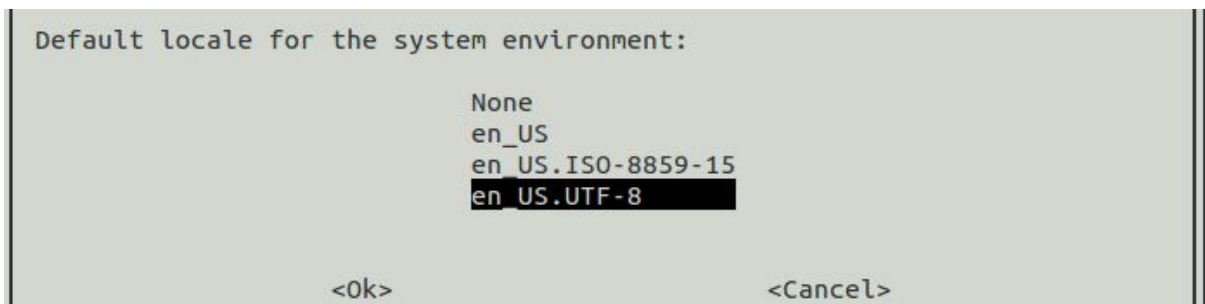 Default locale for the system environment:
None
en_US
en_US.ISO-8859-15
en_US.UTF-8
<Ok> <Cancel>